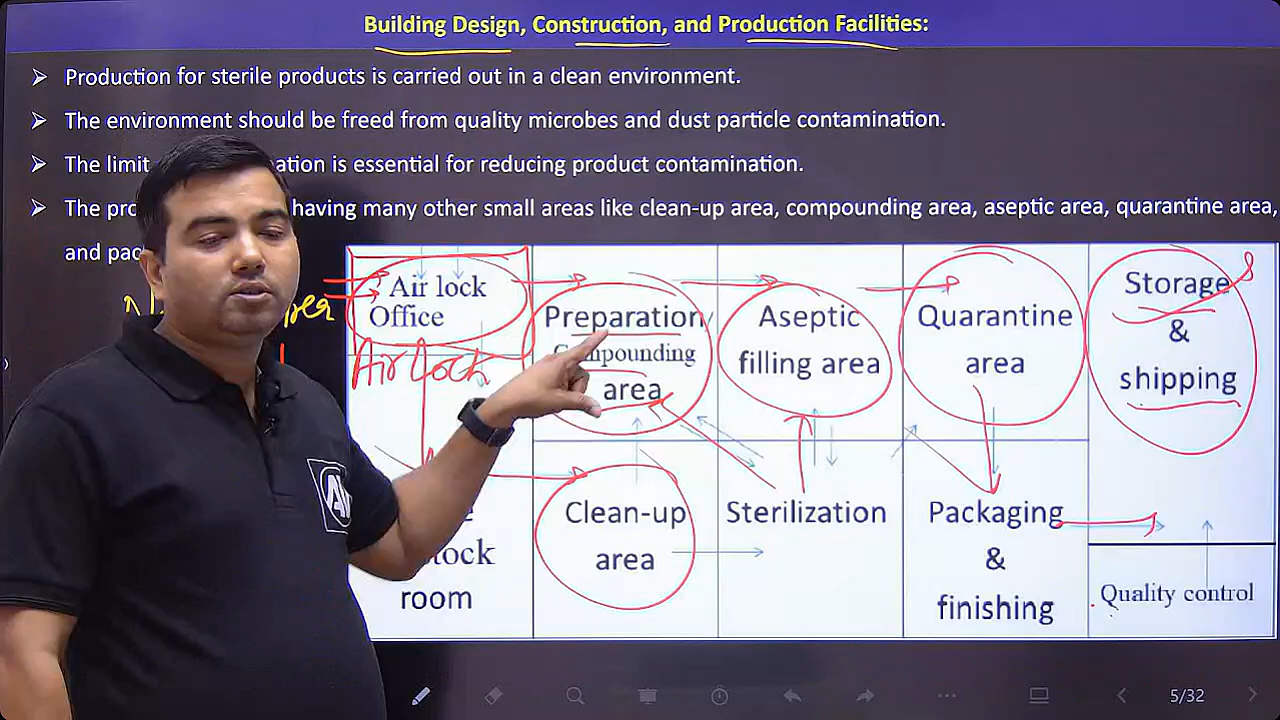 Building Design, Construction, and Production Facilities:
Production for sterile products is carried out in a clean environment.
The environment should be freed from quality microbes and dust particle contamination.
The limit ation is essential for reducing product contamination.
The pro having many other small areas like clean-up area, compounding area, aseptic area, quarantine area,
and pac
Air lock
Office
Air Lock
stock
room
Preparation/
Compounding
area
Clean-up
area
Aseptic
filling area
Sterilization
Quarantine
area
Packaging
&
finishing
Storage
&
shipping
Quality control
5/32